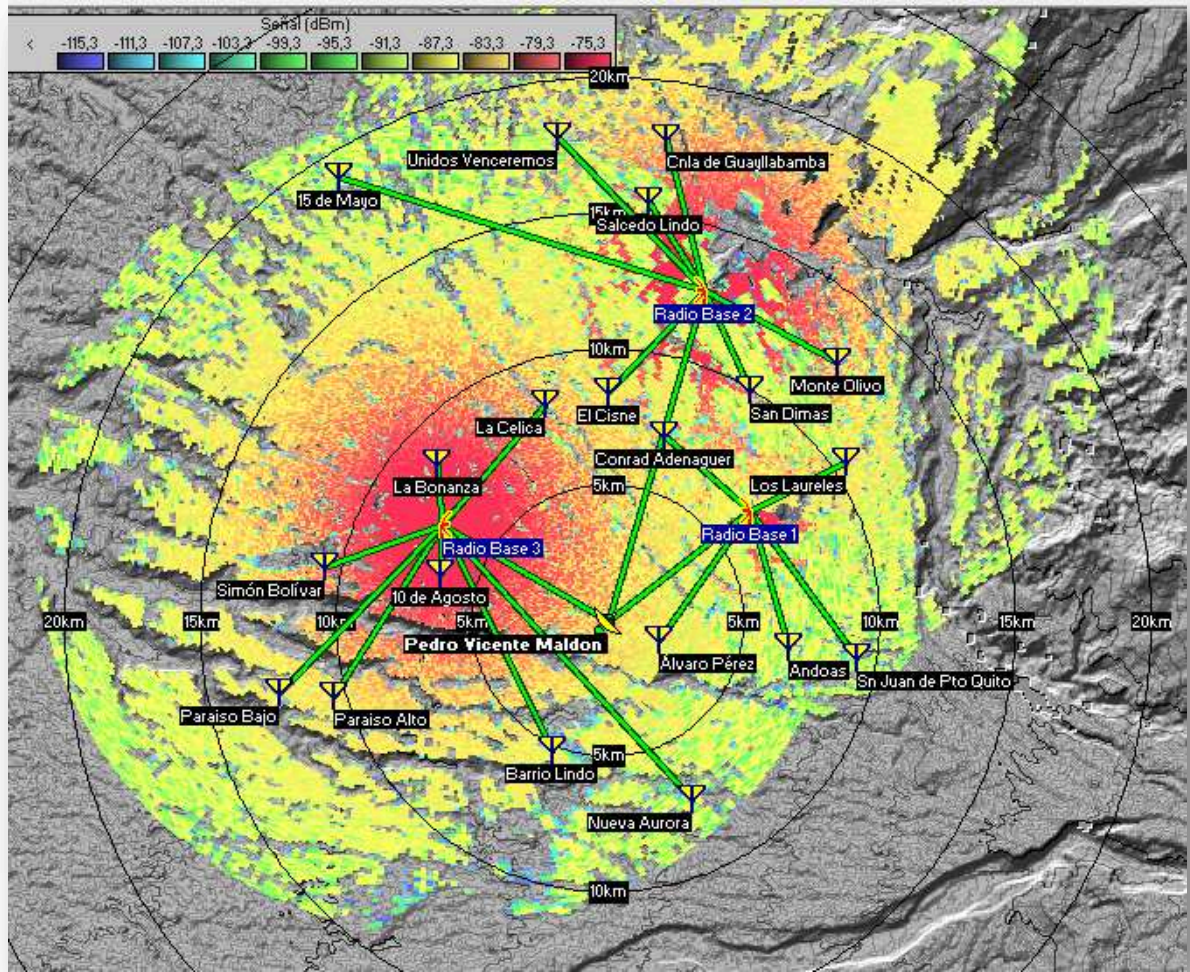 Señal (dBm)
< -115,3 -111,3 -107,3 -103,3 -99,3 -95,3 -91,3 -87,3 -83,3 -79,3 -75,3
20km
Unidos Venceremos
Cnla de Guayllabamba
15 de Mayo
15km
Salcedo Lindo
Radio Base 2
10km
Monte Olivo
El Cisne
San Dimas
La Celica
Conrad Adenaguer
La Bonanza
5km
Los Laureles
Radio Base 1
Radio Base 3
Simón Bolívar
10 de Agosto
20km
15km
10km
5km
5km
10km
15km
20km
Pedro Vicente Maldon
Álvaro Pérez
Andoas
Sn Juan de Pto Quito
Paraiso Bajo
Paraiso Alto
5km
Barrio Lindo
Nueva Aurora
10km